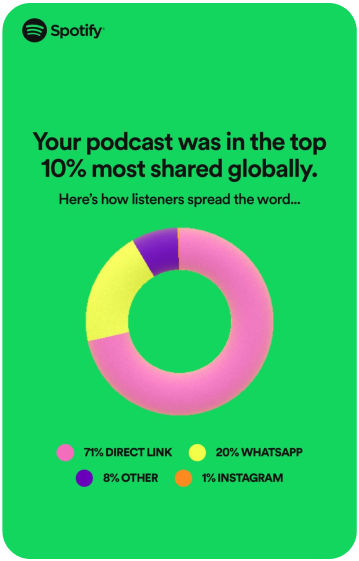 Spotify
Your podcast was in the top
10% most shared globally.
Here's how listeners spread the word...
71% DIRECT LINK
20% WHATSAPP
8% OTHER
1% INSTAGRAM